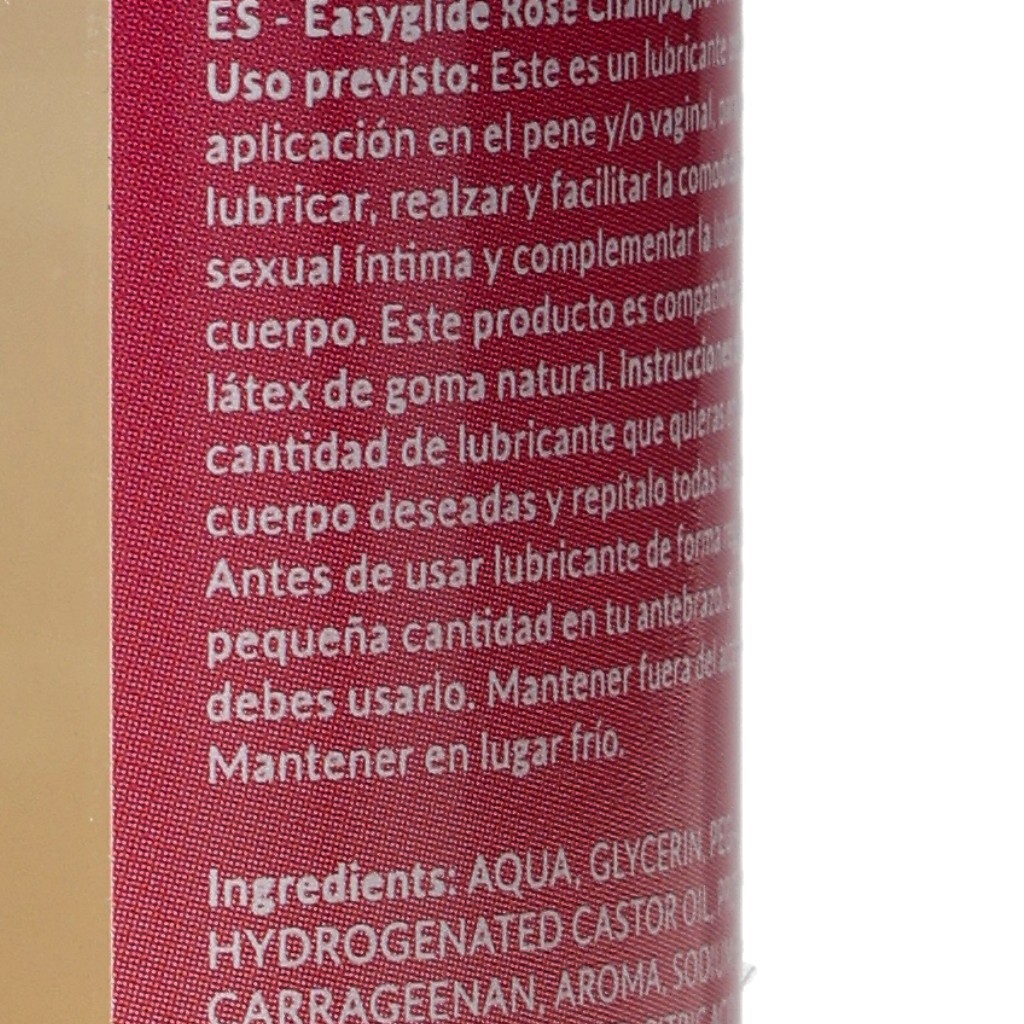 ES - Easyglide Rose Champagne
Uso previsto: Este es un lubricante
aplicación en el pene y/o vaginal,
lubricar, realzar y facilitar la
sexual íntima y complementar la
cuerpo. Este producto es
látex de goma natural. Instrucciones
cantidad de lubricante que quieras
cuerpo deseadas y repítalo todas
Antes de usar lubricante de forma
pequeña cantidad en tu antebrazo.
debes usarlo. Mantener fuera del
Mantener en lugar frío.
Ingredients: AQUA, GLYCERIN,
HYDROGENATED CASTOR OIL,
CARRAGEENAN, AROMA,